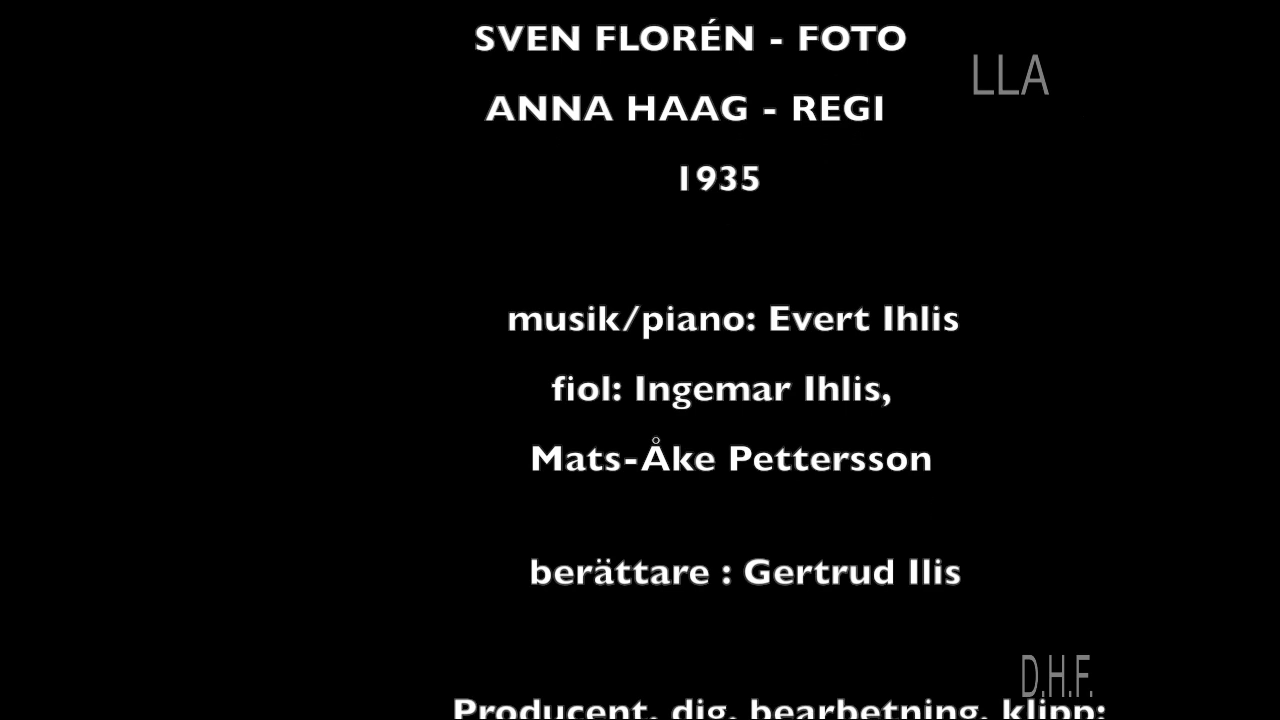 SVEN FLORÉN - FOTO
LLA
ANNA HAAG - REGI
1935
musik/piano: Evert Ihlis
fiol: Ingemar Ihlis,
Mats-Åke Pettersson
berättare : Gertrud Ilis
D.H.F.
Producent, dig. bearbetning, klipp: